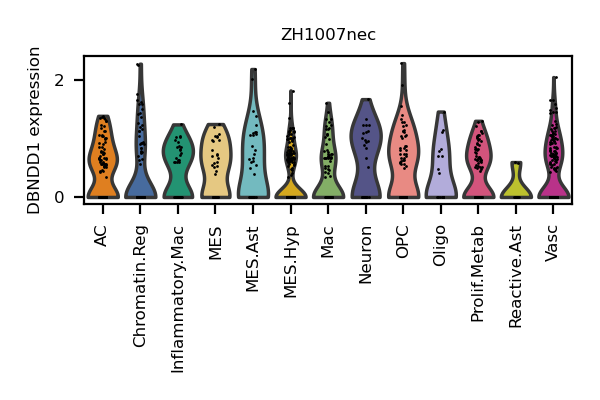 ZH1007nec
DBNDD1 expression
2
0
AC
Chromatin.Reg
Inflammatory.Mac
MES
MES.Ast
MES.Hyp
Mac
Neuron
OPC
Oligo
Prolif.Metab
Reactive.Ast
Vasc